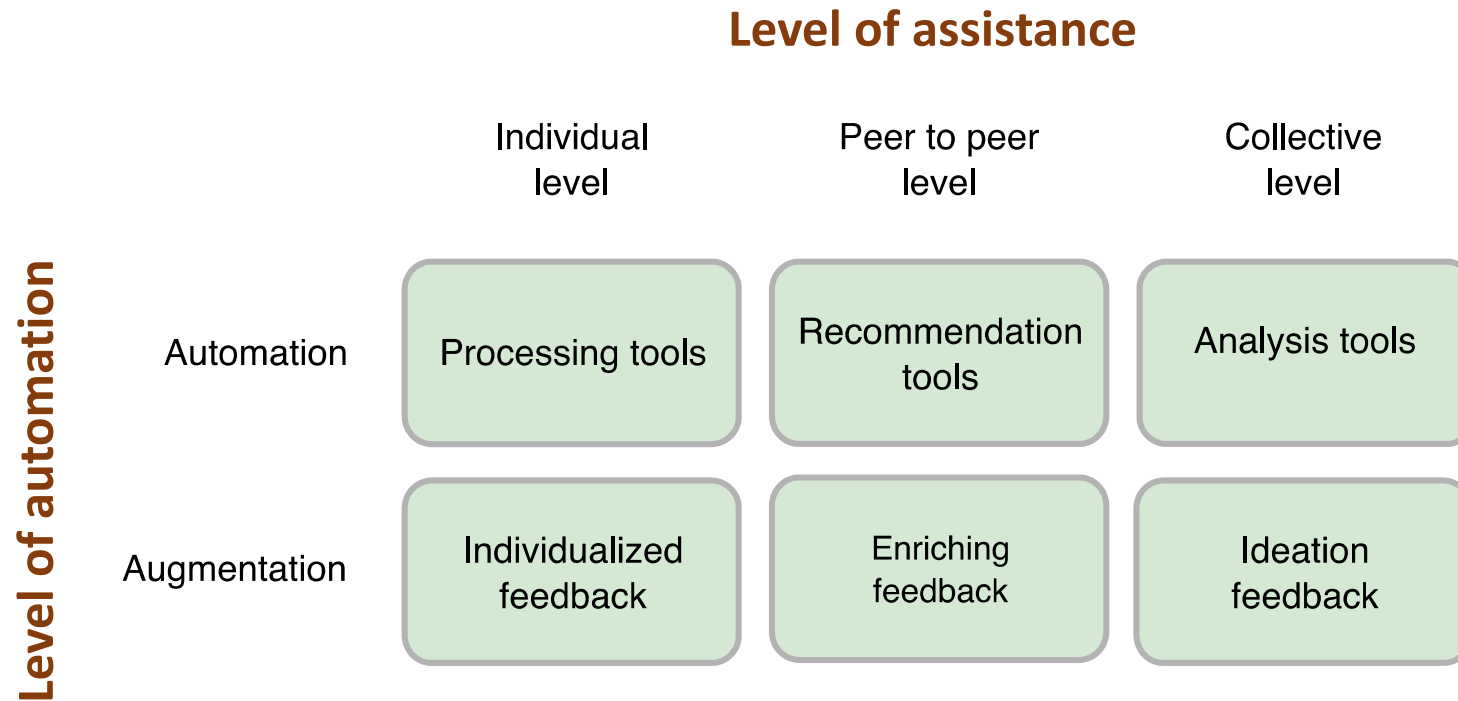 Level of assistance
Individual
level
Peer to peer
level
Collective
level
Level of automation
Automation
Processing tools
Recommendation
tools
Analysis tools
Augmentation
Individualized
feedback
Enriching
feedback
Ideation
feedback